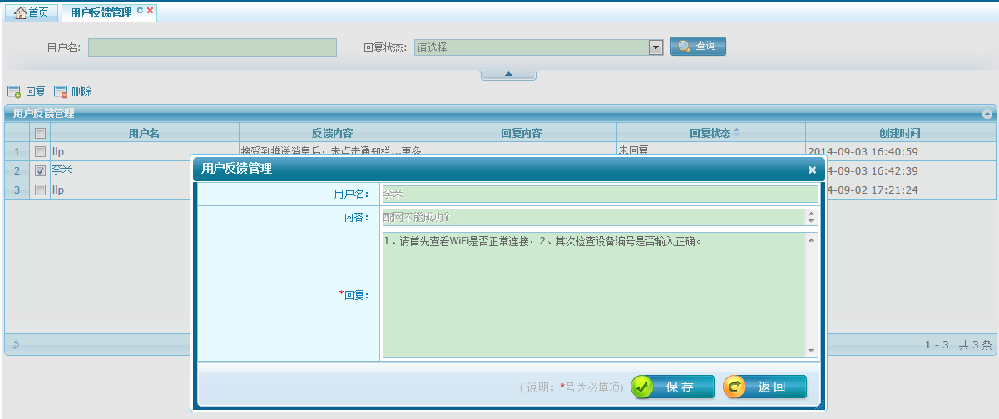 首页 用户反馈管理
用户名: 回复状态: 请选择 查询
回复 删除
用户反馈管理
用户名 反馈内容 回复内容 回复状态 创建时间
1 llp 接受到推送消息后，未点击通知栏...更多 未回复 2014-09-03 16:40:59
2 李米 4-09-03 16:42:39
3 llp 4-09-02 17:21:24
用户反馈管理
用户名： 李米
内容： 配网不能成功?
*回复： 1、请首先查看WiFi是否正常连接，2、其次检查设备编号是否输入正确。
(说明：*号为必填项) 保存 返回
1 - 3 共 3 条